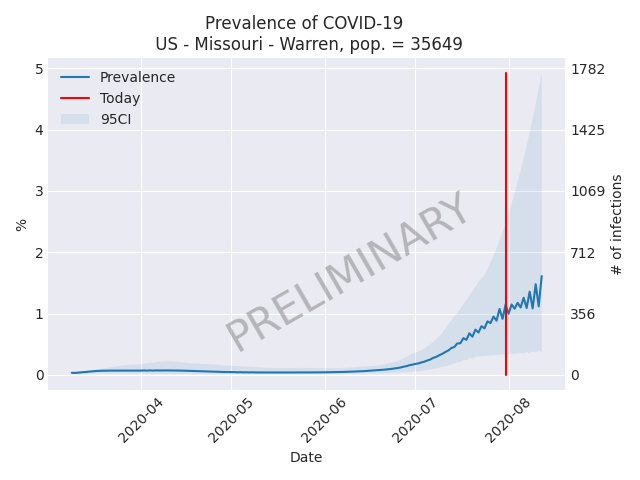 Prevalence of COVID-19
US - Missouri - Warren, pop. = 35649
Prevalence
Today
95CI
5
4
3
2
1
0
%
1782
1425
1069
712
356
0
# of infections
PRELIMINARY
2020-04
2020-05
2020-06
2020-07
2020-08
Date